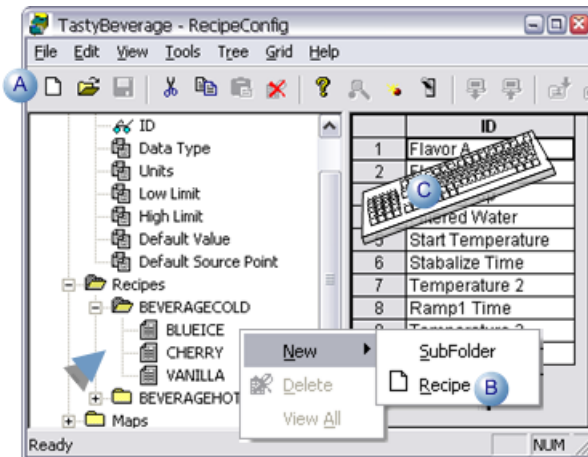 TastyBeverage - RecipeConfig
File Edit View Tools Tree Grid Help
A
ID
Data Type
Units
Low Limit
High Limit
Default Value
Default Source Point
Recipes
BEVERAGECOLD
BLUEICE
CHERRY
VANILLA
BEVERAGEHOT
Maps
ID
1 Flavor A
2
C
Water
5 Start Temperature
6 Stabalize Time
7 Temperature 2
8 Ramp1 Time
New
Delete
View All
SubFolder
Recipe B
Ready
NUM